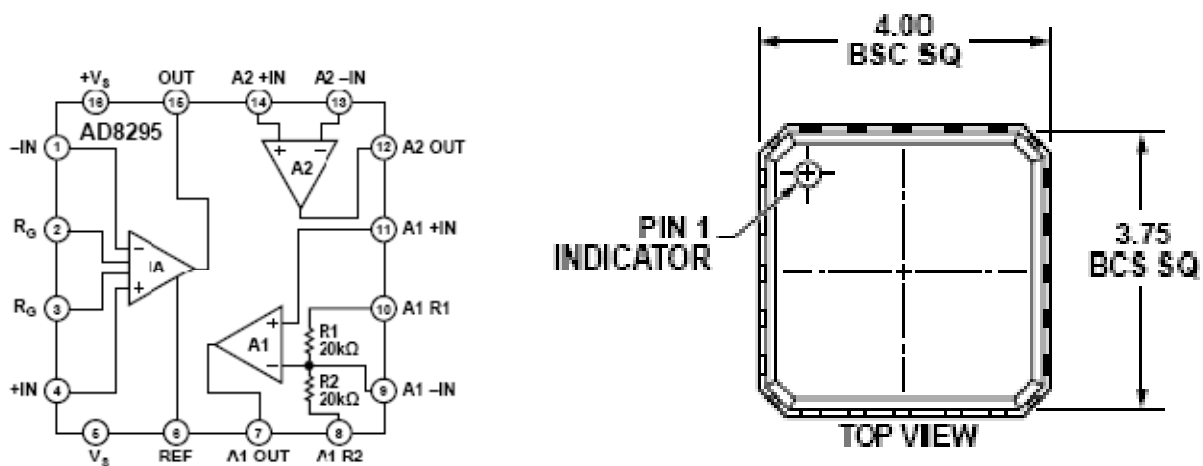 +Vs OUT A2 +IN A2 –IN
16 15 14 13
AD8295
–IN 1
+ – A2
12 A2 OUT
RG 2
– IA +
11 A1 +IN
RG 3
10 A1 R1
+ A1 –
R1
20kΩ
R2
20kΩ
+IN 4
9 A1 –IN
5 6 7 8
Vs REF A1 OUT A1 R2
4.00
BSC SQ
PIN 1
INDICATOR
3.75
BCS SQ
TOP VIEW